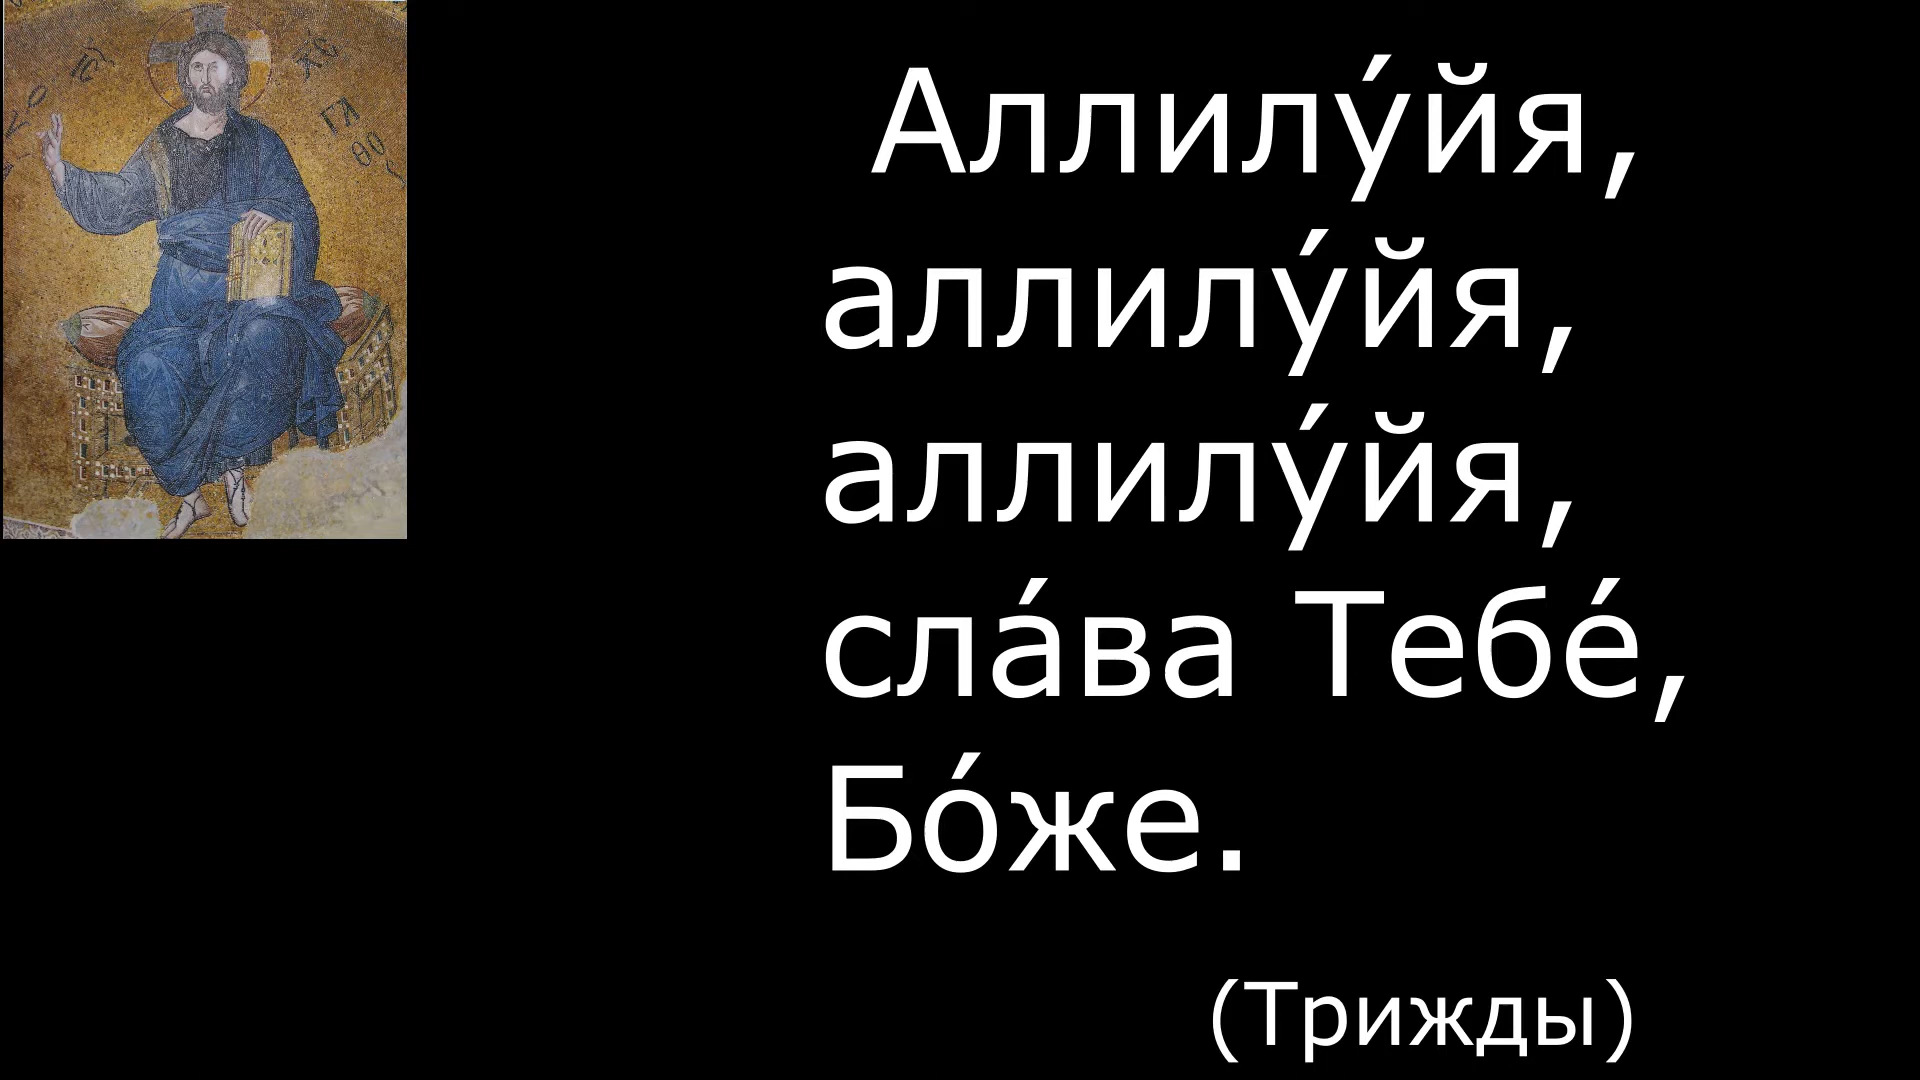 Аллилу́йя,
аллилу́йя,
аллилу́йя,
сла́ва Тебе́,
Бо́же.
(Трижды)